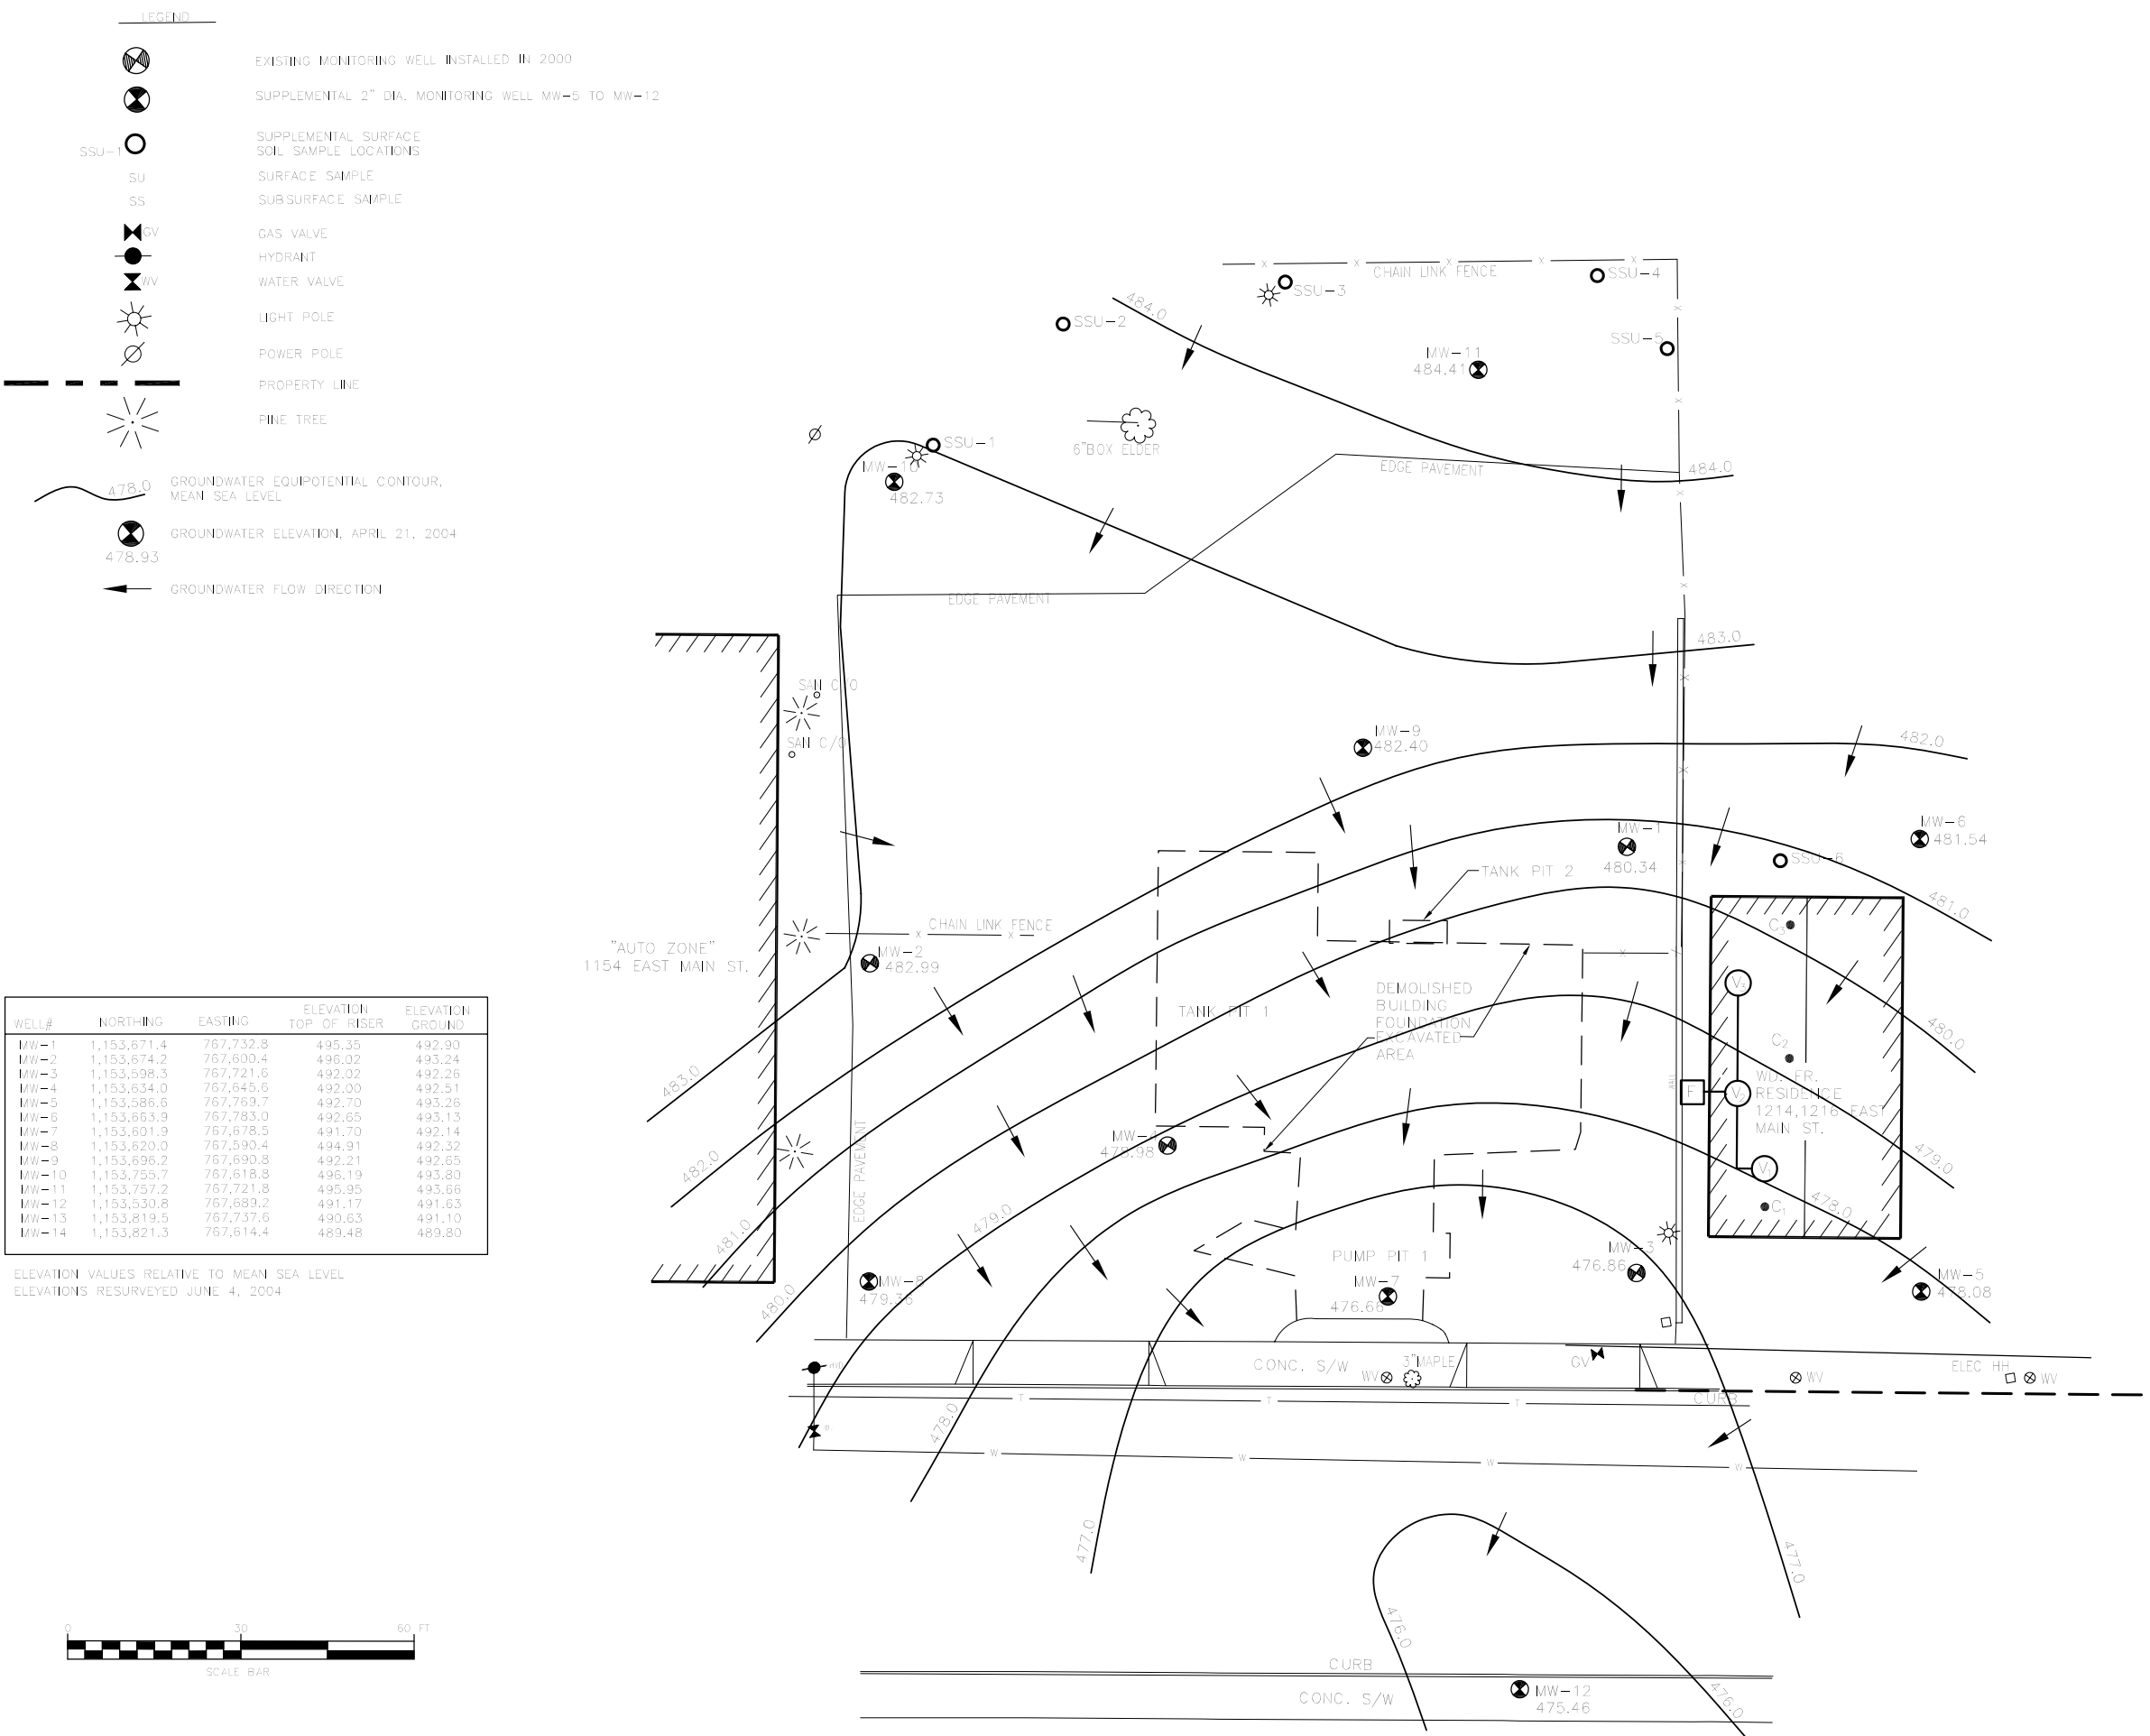 LEGEND
EXISTING MONITORING WELL INSTALLED IN 2000
SUPPLEMENTAL 2" DIA. MONITORING WELL MW-5 TO MW-12
SSU-1
SUPPLEMENTAL SURFACE
SOIL SAMPLE LOCATIONS
SU SURFACE SAMPLE
SS SUBSURFACE SAMPLE
GV GAS VALVE
HYDRANT
WV WATER VALVE
LIGHT POLE
POWER POLE
PROPERTY LINE
PINE TREE
478.0
GROUNDWATER EQUIPOTENTIAL CONTOUR,
MEAN SEA LEVEL
GROUNDWATER ELEVATION, APRIL 21, 2004
478.93
GROUNDWATER FLOW DIRECTION
X X X X X
CHAIN LINK FENCE
SSU-4
SSU-3
484.0
SSU-2
SSU-5
MW-11
484.41
6"BOX ELDER
SSU-1
MW-10
482.73
EDGE PAVEMENT
484.0
EDGE PAVEMENT
483.0
SAN C/O
SAN C/O
MW-9
482.40
482.0
MW-1
480.34
MW-6
481.54
SSU-6
TANK PIT 2
481.0
C3
CHAIN LINK FENCE
X X
"AUTO ZONE"
1154 EAST MAIN ST.
MW-2
482.99
V3
DEMOLISHED
BUILDING
FOUNDATION
EXCAVATED
AREA
TANK PIT 1
480.0
C2
483.0
WALL
F
V2
WD. FR.
RESIDENCE
1214,1216 EAST
MAIN ST.
MW-4
478.98
EDGE PAVEMENT
479.0
482.0
V1
C1
478.0
481.0
479.0
PUMP PIT 1
MW-7
476.66
MW-3
476.86
MW-5
478.08
MW-8
479.36
480.0
CONC. S/W
WV
3"MAPLE
GV
WV
ELEC HH
WV
CURB
T T T
478.0
W W W W
477.0
477.0
476.0
CURB
CONC. S/W
MW-12
475.46
476.0
WELL# NORTHING EASTING ELEVATION TOP OF RISER ELEVATION GROUND
MW-1 1,153,671.4 767,732.8 495.35 492.90
MW-2 1,153,674.2 767,600.4 496.02 493.24
MW-3 1,153,598.3 767,721.6 492.02 492.26
MW-4 1,153,634.0 767,645.6 492.00 492.51
MW-5 1,153,586.6 767,769.7 492.70 493.26
MW-6 1,153,663.9 767,783.0 492.65 493.13
MW-7 1,153,601.9 767,678.5 491.70 492.14
MW-8 1,153,620.0 767,590.4 494.91 492.32
MW-9 1,153,696.2 767,690.8 492.21 492.65
MW-10 1,153,755.7 767,618.8 496.19 493.80
MW-11 1,153,757.2 767,721.8 495.95 493.66
MW-12 1,153,530.8 767,689.2 491.17 491.63
MW-13 1,153,819.5 767,737.6 490.63 491.10
MW-14 1,153,821.3 767,614.4 489.48 489.80
ELEVATION VALUES RELATIVE TO MEAN SEA LEVEL
ELEVATIONS RESURVEYED JUNE 4, 2004
0 30 60 FT
SCALE BAR